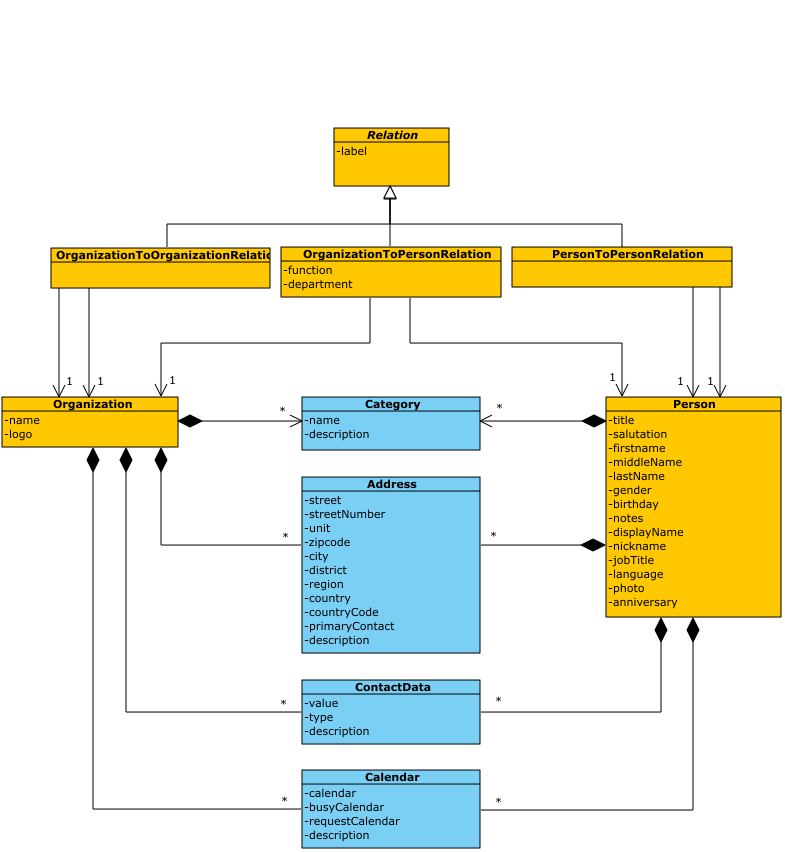 Relation
-label
OrganizationToOrganizationRelatio
OrganizationToPersonRelation
-function
-department
PersonToPersonRelation
1
1
1
1
1
1
Organization
-name
-logo
*
Category
-name
-description
*
Person
-title
-salutation
-firstname
-middleName
-lastName
-gender
-birthday
-notes
-displayName
-nickname
-jobTitle
-language
-photo
-anniversary
*
Address
-street
-streetNumber
-unit
-zipcode
-city
-district
-region
-country
-countryCode
-primaryContact
-description
*
*
ContactData
-value
-type
-description
*
*
Calendar
-calendar
-busyCalendar
-requestCalendar
-description
*